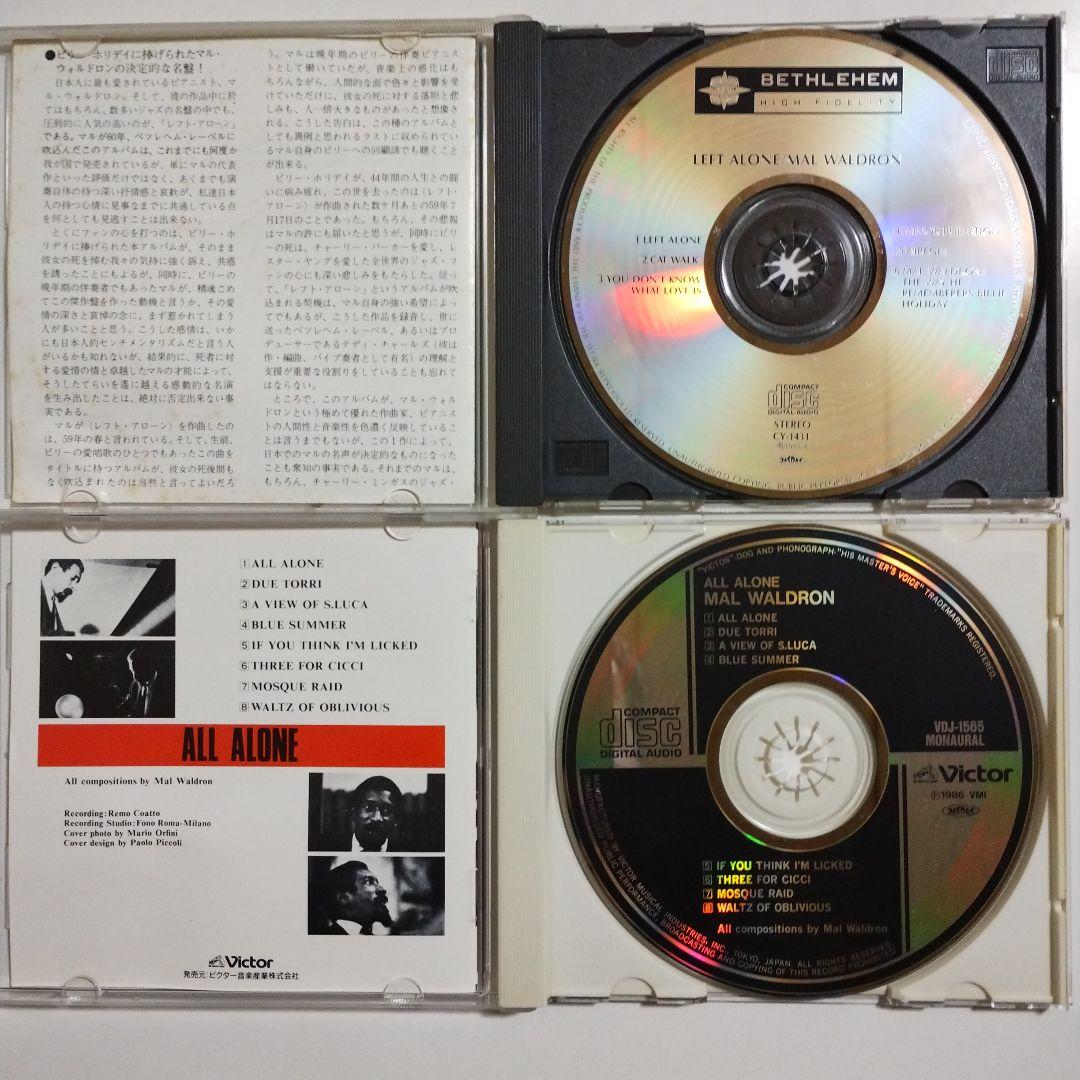 ●ビリー・ホリデイに捧げられたマル・
ウォルドロンの決定的な名盤！
日本人に最も愛されているピアニスト、マ
ル・ウォルドロン。そして、彼の作品中に於
てはもちろん、数多いジャズの名盤の中でも、
圧倒的に人気の高いのが、「レフト・アローン」
である。マルが60年、ベツレヘム・レーベルに
吹込んだこのアルバムは、これまでにも何度か
我が国で発売されているが、単にマルの代表
作といった評価だけではなく、あくまでも演
奏自体の持つ深い抒情感と哀歓が、私達日本
人の持つ心情に見事なまでに共通している点
を何としても見逃すことは出来ない。
とくにファンの心を打つのは、ビリー・ホ
リデイに捧げられた本アルバムが、そのまま
彼女の死を悼む我々の気持に強く訴え、共感
を誘ったことにもよるが、同時に、ビリーの
晩年期の伴奏者でもあったマルが、精魂こめ
てこの傑作盤を作った動機と言うか、その愛
情の深さと哀悼の念に、まず惹かれてしまう
人が多いことと思う。こうした感情は、いか
にも日本人的センチメンタリズムだと言う人
がいるかも知れないが、結果的に、死者に対
する愛情の情と卓越したマルの才能によって、
そうしたてらいを遙に越える感動的な名演
を生み出したことは、絶対に否定出来ない事
実である。
マルが〈レフト・アローン〉を作曲したの
は、59年の春と言われている。そして、生前、
ビリーの愛唱歌のひとつでもあったこの曲を
タイトルに持つアルバムが、彼女の死後間も
なく吹込まれたのは当然と言ってよいだろ
う。マルは晩年期のビリーの伴奏ピアニス
トとして働いていたが、音楽上の感化はも
ちろんながら、人間的な面で色々と影響を受
けていただけに、彼女の死に対する落胆と悲
しみも、人一倍大きなものがあったと想像さ
れる。こうした告白は、この種のアルバムと
しても異例と思われるラストに収められてい
るマル自身のビリーへの回顧談でも聴くこと
が出来る。
ビリー・ホリデイが、44年間の人生との闘
いに病み疲れ、この世を去ったのは〈レフト・
アローン〉が作曲された数ヶ月あとの59年7
月17日のことであった。もちろん、その悲報
はマルの許にも届いたと思うが、同時にビリ
ーの死は、チャーリー・パーカーを愛し、レ
スター・ヤングを愛した全世界のジャズ・フ
ァンの心にも深い悲しみをもたらした。従っ
て、「レフト・アローン」というアルバムが吹
込まれる契機は、マル自身の強い希望によっ
てでもあるが、こうした作品を録音し、世に
送ったベツレヘム・レーベル、あるいはプロ
デューサーであるテディ・チャールズ（彼は
作・編曲、バイブ奏者として有名）の理解と
支援が重要な役割りをしていることも忘れて
はならない。
ところで、このアルバムが、マル・ウォル
ドロンという極めて優れた作曲家、ピアニス
トの人間性と音楽性を色濃く反映しているこ
とは言うまでもないが、この1作によって、
日本でのマルの名声が決定的なものになった
ことも衆知の事実である。それまでのマルは、
もちろん、チャーリー・ミンガスのジャズ・
BETHLEHEM
HIGH FIDELITY
LEFT ALONE/MAL WALDRON
1 LEFT ALONE
2 CAT WALK
3 YOU DON'T KNOW
WHAT LOVE IS
5 AIREGIN
6 MAL WALDRON:
THE WAY HE
REMEMBERS BILLIE
HOLIDAY
COMPACT
disc
DIGITAL AUDIO
STEREO
CY-1431
1 ALL ALONE
2 DUE TORRI
3 A VIEW OF S.LUCA
4 BLUE SUMMER
5 IF YOU THINK I'M LICKED
6 THREE FOR CICCI
7 MOSQUE RAID
8 WALTZ OF OBLIVIOUS
ALL ALONE
All compositions by Mal Waldron
Recording:Remo Coatto
Recording Studio:Fono Roma-Milano
Cover photo by Mario Orfini
Cover design by Paolo Piccoli
Victor
発売元:ビクター音楽産業株式会社
"VICTOR"-DOG AND PHONOGRAPH-"HIS MASTER'S VOICE" TRADEMARKS REGISTERED.
ALL ALONE
MAL WALDRON
1 ALL ALONE
2 DUE TORRI
3 A VIEW OF S.LUCA
4 BLUE SUMMER
COMPACT
disc
DIGITAL AUDIO
VDJ-1565
MONAURAL
Victor
Ⓟ1986 VMI
5 IF YOU THINK I'M LICKED
6 THREE FOR CICCI
7 MOSQUE RAID
8 WALTZ OF OBLIVIOUS
All compositions by Mal Waldron
MANUFACTURED BY VICTOR MUSICAL INDUSTRIES, INC., TOKYO, JAPAN. ALL RIGHTS RESERVED.
UNAUTHORIZED PUBLIC PERFORMANCE, BROADCASTING AND COPYING OF THIS RECORD PROHIBITED